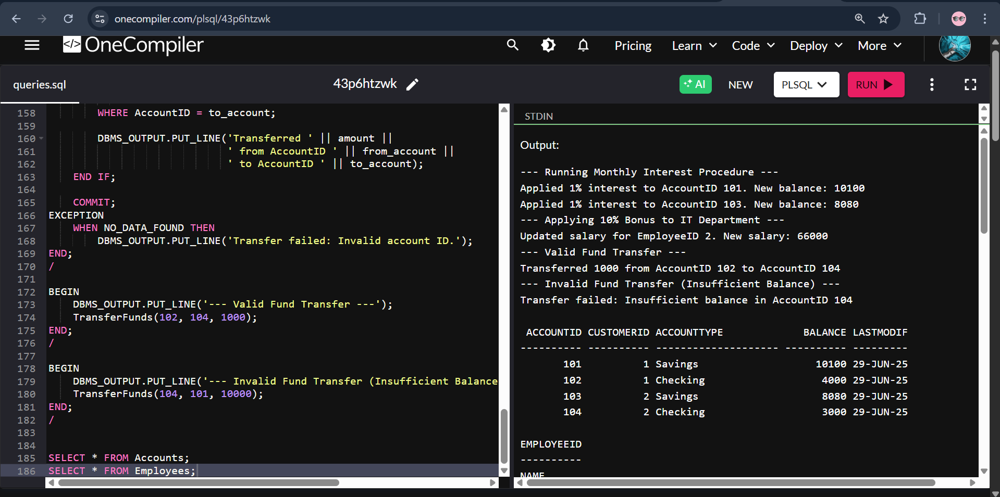 onecompiler.com/plsql/43p6htzwk
</> OneCompiler
Pricing Learn Code Deploy More
queries.sql
43p6htzwk
AI NEW PLSQL RUN
158 WHERE AccountID = to_account;
159
160 DBMS_OUTPUT.PUT_LINE('Transferred ' || amount ||
161 ' from AccountID ' || from_account ||
162 ' to AccountID ' || to_account);
163 END IF;
164
165 COMMIT;
166 EXCEPTION
167 WHEN NO_DATA_FOUND THEN
168 DBMS_OUTPUT.PUT_LINE('Transfer failed: Invalid account ID.');
169 END;
170 /
171
172 BEGIN
173 DBMS_OUTPUT.PUT_LINE('--- Valid Fund Transfer ---');
174 TransferFunds(102, 104, 1000);
175 END;
176 /
177
178 BEGIN
179 DBMS_OUTPUT.PUT_LINE('--- Invalid Fund Transfer (Insufficient Balance
180 TransferFunds(104, 101, 10000);
181 END;
182 /
183
184
185 SELECT * FROM Accounts;
186 SELECT * FROM Employees;
STDIN
Output:
--- Running Monthly Interest Procedure ---
Applied 1% interest to AccountID 101. New balance: 10100
Applied 1% interest to AccountID 103. New balance: 8080
--- Applying 10% Bonus to IT Department ---
Updated salary for EmployeeID 2. New salary: 66000
--- Valid Fund Transfer ---
Transferred 1000 from AccountID 102 to AccountID 104
--- Invalid Fund Transfer (Insufficient Balance) ---
Transfer failed: Insufficient balance in AccountID 104
ACCOUNTID CUSTOMERID ACCOUNTTYPE BALANCE LASTMODIF
---------- ---------- -------------------- ---------- ---------
101 1 Savings 10100 29-JUN-25
102 1 Checking 4000 29-JUN-25
103 2 Savings 8080 29-JUN-25
104 2 Checking 3000 29-JUN-25
EMPLOYEEID
----------
NAME